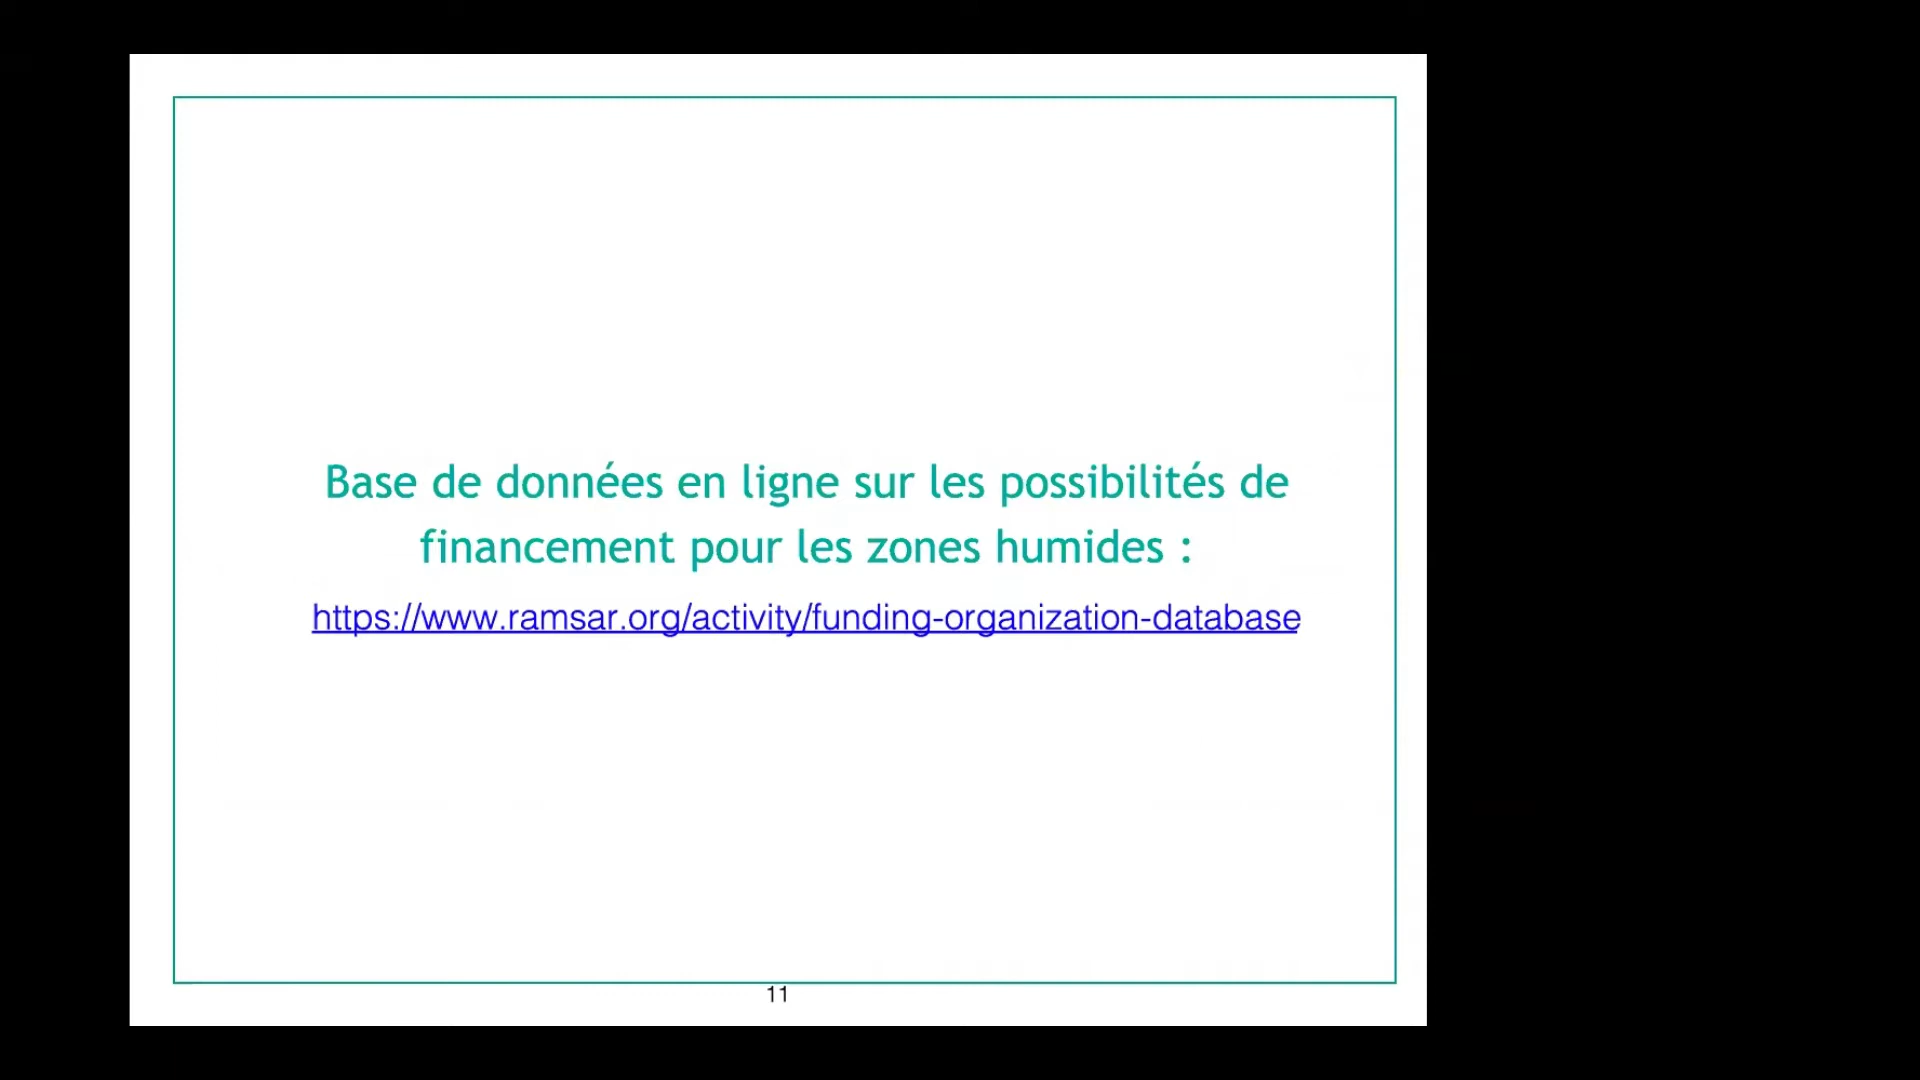 Base de données en ligne sur les possibilités de
financement pour les zones humides :
https://www.ramsar.org/activity/funding-organization-database
11